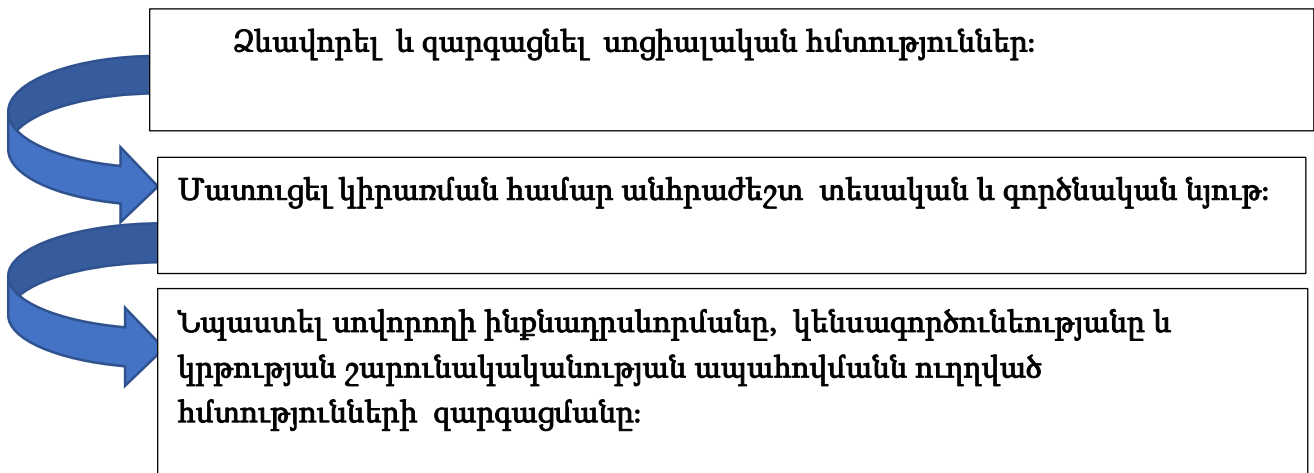 Ձևավորել և զարգացնել սոցիալական հմտություններ:
Մատուցել կիրառման համար անհրաժեշտ տեսական և գործնական նյութ:
Նպաստել սովորողի ինքնադրսևորմանը, կենսագործունեությանը և
կրթության շարունակականության ապահովմանն ուղղված
հմտությունների զարգացմանը: